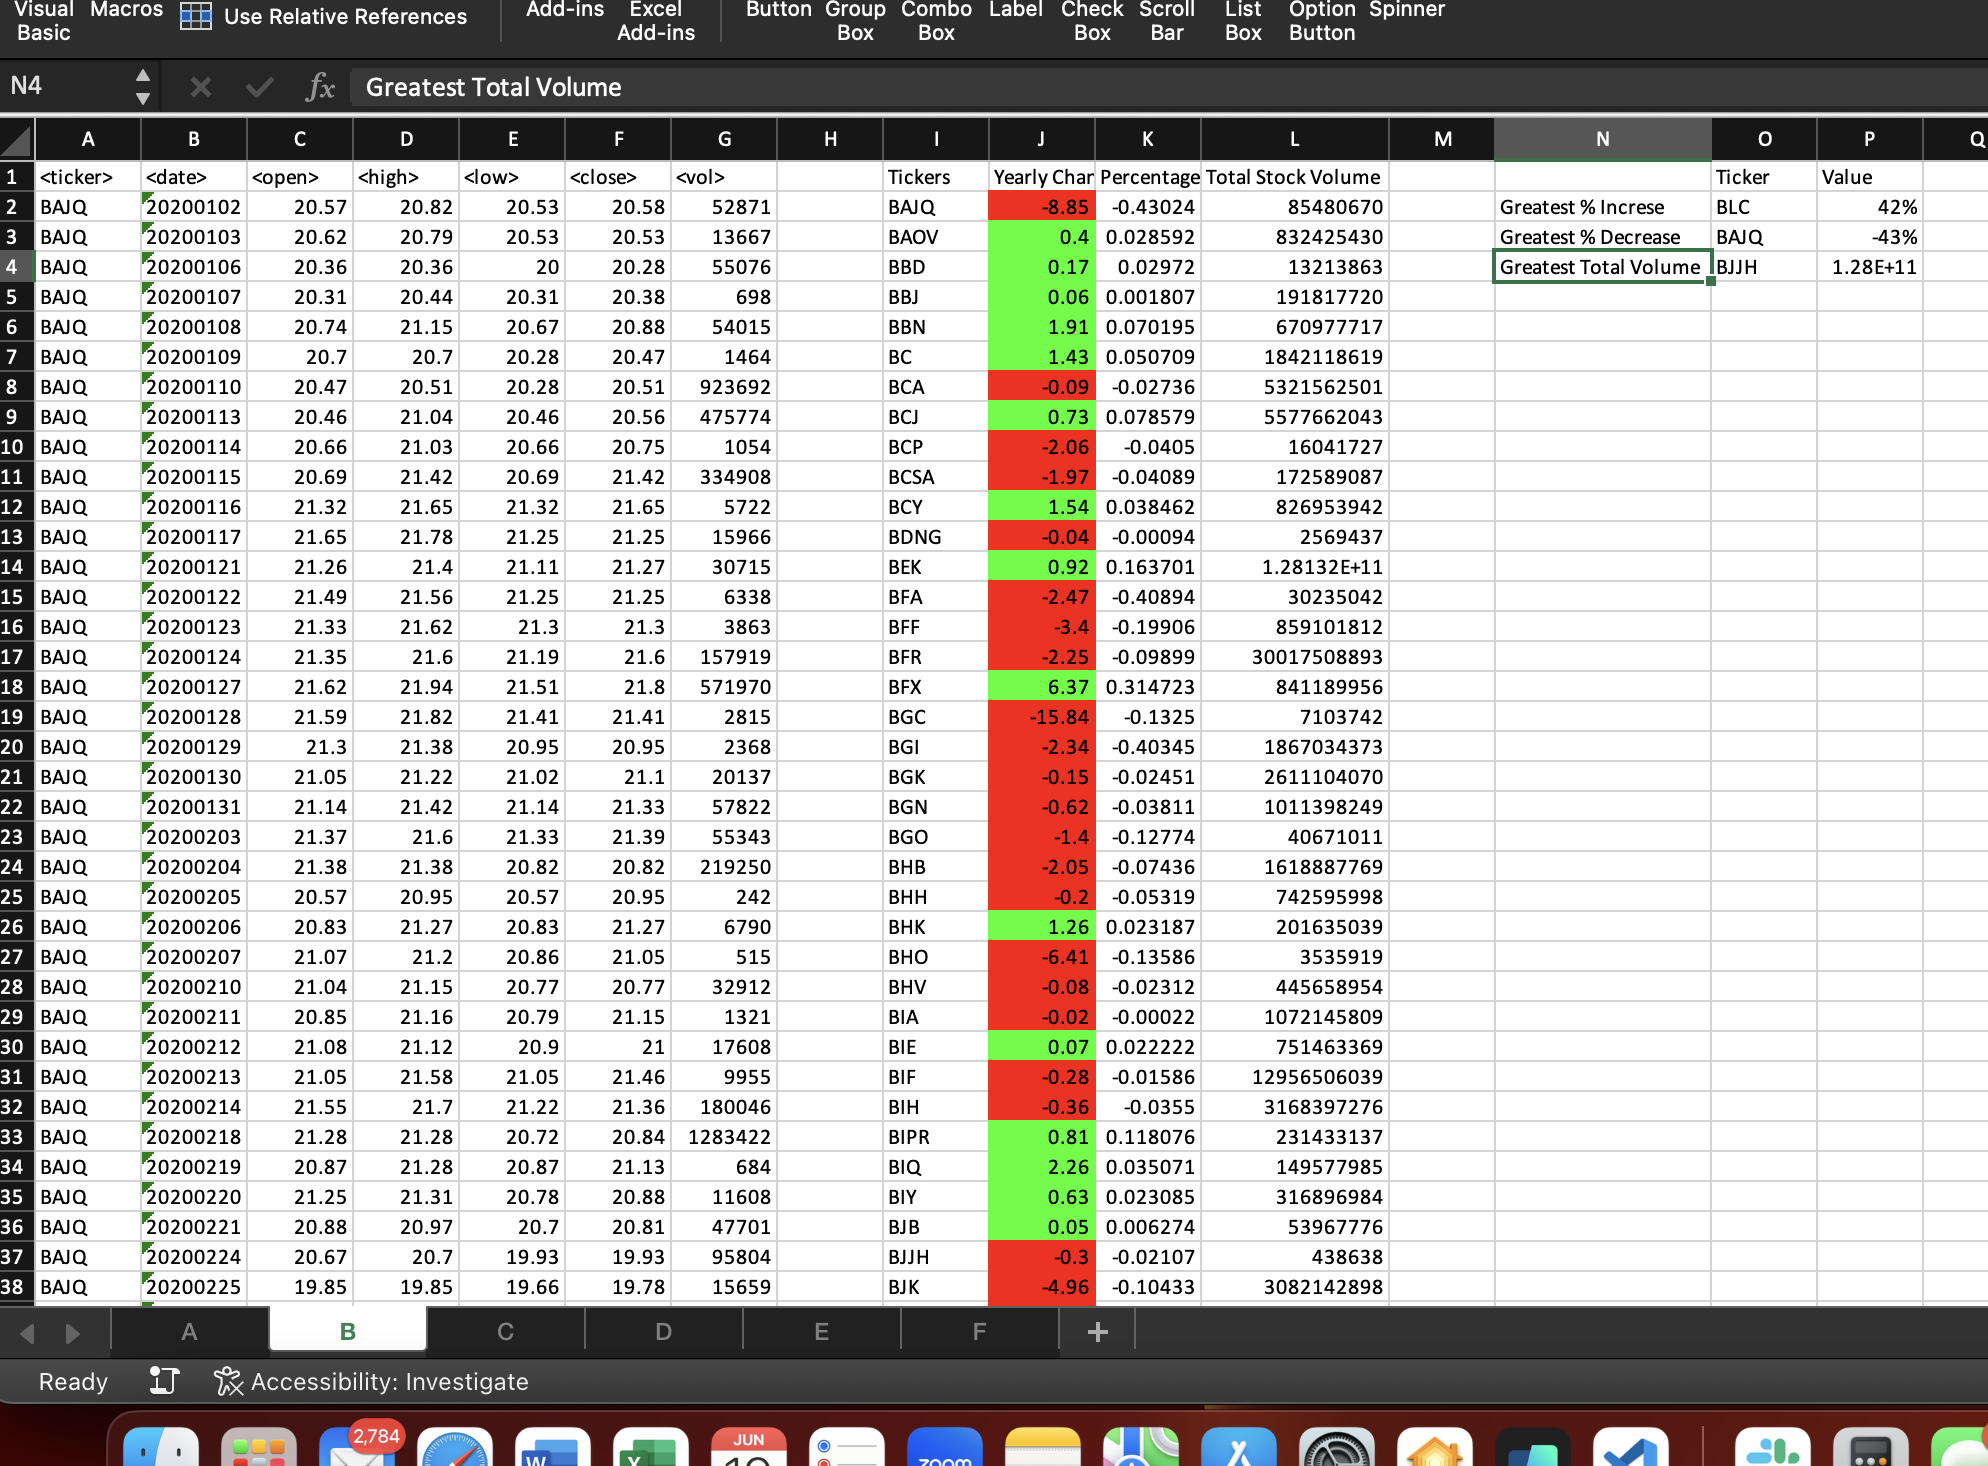 Visual Basic Macros Use Relative References Add-ins Excel Add-ins Button Group Box Combo Box Label Check Box Scroll Bar List Box Option Button Spinner
N4 fx Greatest Total Volume
A B C D E F G H I J K L M N O P Q
1 <ticker> <date> <open> <high> <low> <close> <vol> Tickers Yearly Char Percentage Total Stock Volume Ticker Value
2 BAJQ 20200102 20.57 20.82 20.53 20.58 52871 BAJQ -8.85 -0.43024 85480670 Greatest % Increse BLC 42%
3 BAJQ 20200103 20.62 20.79 20.53 20.53 13667 BAOV 0.4 0.028592 832425430 Greatest % Decrease BAJQ -43%
4 BAJQ 20200106 20.36 20.36 20 20.28 55076 BBD 0.17 0.02972 13213863 Greatest Total Volume BJJH 1.28E+11
5 BAJQ 20200107 20.31 20.44 20.31 20.38 698 BBJ 0.06 0.001807 191817720
6 BAJQ 20200108 20.74 21.15 20.67 20.88 54015 BBN 1.91 0.070195 670977717
7 BAJQ 20200109 20.7 20.7 20.28 20.47 1464 BC 1.43 0.050709 1842118619
8 BAJQ 20200110 20.47 20.51 20.28 20.51 923692 BCA -0.09 -0.02736 5321562501
9 BAJQ 20200113 20.46 21.04 20.46 20.56 475774 BCJ 0.73 0.078579 5577662043
10 BAJQ 20200114 20.66 21.03 20.66 20.75 1054 BCP -2.06 -0.0405 16041727
11 BAJQ 20200115 20.69 21.42 20.69 21.42 334908 BCSA -1.97 -0.04089 172589087
12 BAJQ 20200116 21.32 21.65 21.32 21.65 5722 BCY 1.54 0.038462 826953942
13 BAJQ 20200117 21.65 21.78 21.25 21.25 15966 BDNG -0.04 -0.00094 2569437
14 BAJQ 20200121 21.26 21.4 21.11 21.27 30715 BEK 0.92 0.163701 1.28132E+11
15 BAJQ 20200122 21.49 21.56 21.25 21.25 6338 BFA -2.47 -0.40894 30235042
16 BAJQ 20200123 21.33 21.62 21.3 21.3 3863 BFF -3.4 -0.19906 859101812
17 BAJQ 20200124 21.35 21.6 21.19 21.6 157919 BFR -2.25 -0.09899 30017508893
18 BAJQ 20200127 21.62 21.94 21.51 21.8 571970 BFX 6.37 0.314723 841189956
19 BAJQ 20200128 21.59 21.82 21.41 21.41 2815 BGC -15.84 -0.1325 7103742
20 BAJQ 20200129 21.3 21.38 20.95 20.95 2368 BGI -2.34 -0.40345 1867034373
21 BAJQ 20200130 21.05 21.22 21.02 21.1 20137 BGK -0.15 -0.02451 2611104070
22 BAJQ 20200131 21.14 21.42 21.14 21.33 57822 BGN -0.62 -0.03811 1011398249
23 BAJQ 20200203 21.37 21.6 21.33 21.39 55343 BGO -1.4 -0.12774 40671011
24 BAJQ 20200204 21.38 21.38 20.82 20.82 219250 BHB -2.05 -0.07436 1618887769
25 BAJQ 20200205 20.57 20.95 20.57 20.95 242 BHH -0.2 -0.05319 742595998
26 BAJQ 20200206 20.83 21.27 20.83 21.27 6790 BHK 1.26 0.023187 201635039
27 BAJQ 20200207 21.07 21.2 20.86 21.05 515 BHO -6.41 -0.13586 3535919
28 BAJQ 20200210 21.04 21.15 20.77 20.77 32912 BHV -0.08 -0.02312 445658954
29 BAJQ 20200211 20.85 21.16 20.79 21.15 1321 BIA -0.02 -0.00022 1072145809
30 BAJQ 20200212 21.08 21.12 20.9 21 17608 BIE 0.07 0.022222 751463369
31 BAJQ 20200213 21.05 21.58 21.05 21.46 9955 BIF -0.28 -0.01586 12956506039
32 BAJQ 20200214 21.55 21.7 21.22 21.36 180046 BIH -0.36 -0.0355 3168397276
33 BAJQ 20200218 21.28 21.28 20.72 20.84 1283422 BIPR 0.81 0.118076 231433137
34 BAJQ 20200219 20.87 21.28 20.87 21.13 684 BIQ 2.26 0.035071 149577985
35 BAJQ 20200220 21.25 21.31 20.78 20.88 11608 BIY 0.63 0.023085 316896984
36 BAJQ 20200221 20.88 20.97 20.7 20.81 47701 BJB 0.05 0.006274 53967776
37 BAJQ 20200224 20.67 20.7 19.93 19.93 95804 BJJH -0.3 -0.02107 438638
38 BAJQ 20200225 19.85 19.85 19.66 19.78 15659 BJK -4.96 -0.10433 3082142898
A B C D E F +
Ready Accessibility: Investigate
2,784 W X JUN zoom